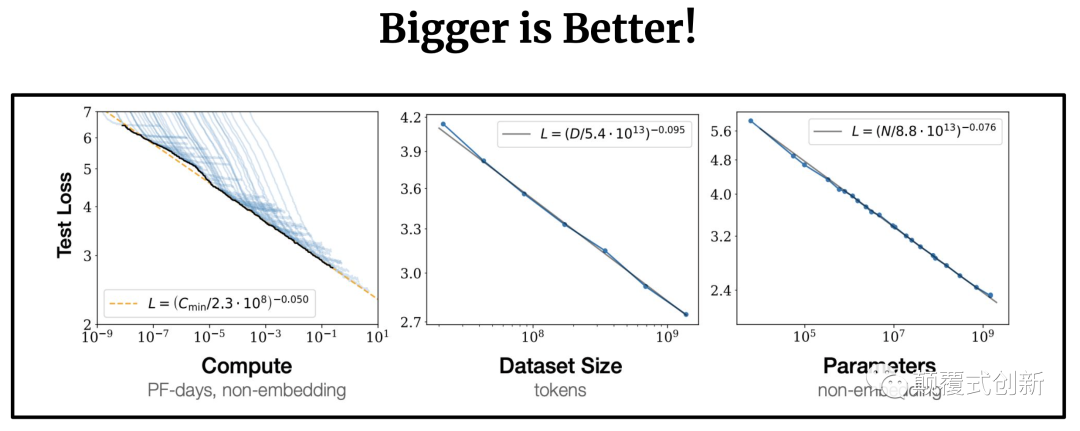 Bigger is Better!
Test Loss
7
6
5
4
3
2
L = (C_min/2.3 · 10^8)^−0.050
10^−9 10^−7 10^−5 10^−3 10^−1 10^1
Compute
PF-days, non-embedding
4.2
3.9
3.6
3.3
3.0
2.7
L = (D/5.4 · 10^13)^−0.095
10^8 10^9
Dataset Size
tokens
5.6
4.8
4.0
3.2
2.4
L = (N/8.8 · 10^13)^−0.076
10^5 10^7 10^9
Parameters
non-embedding
颠覆式创新